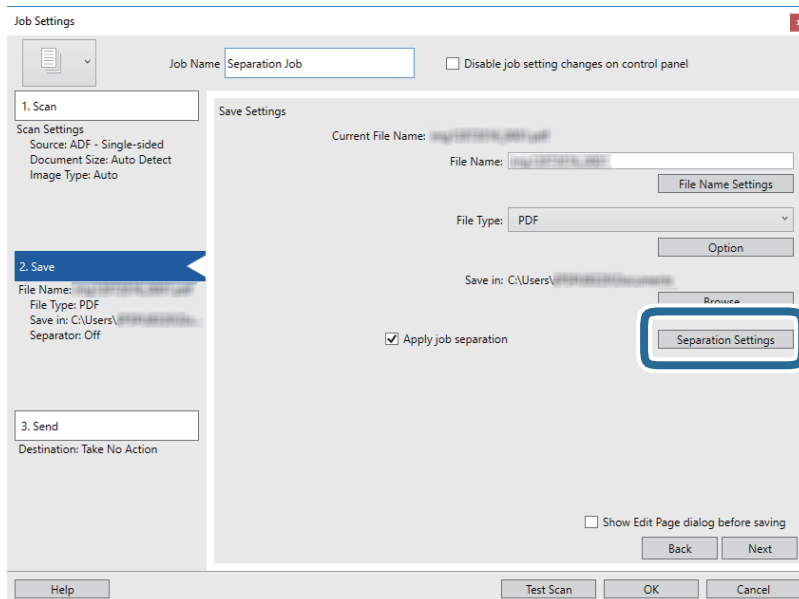 Job Settings
Job Name Separation Job
Disable job setting changes on control panel
1. Scan
Scan Settings
Source: ADF - Single-sided
Document Size: Auto Detect
Image Type: Auto
2. Save
File Name:
File Type: PDF
Save in: C:\Users\
Separator: Off
3. Send
Destination: Take No Action
Save Settings
Current File Name:
File Name:
File Name Settings
File Type: PDF
Option
Save in: C:\Users\
Browse
Apply job separation
Separation Settings
Show Edit Page dialog before saving
Back Next
Help Test Scan OK Cancel